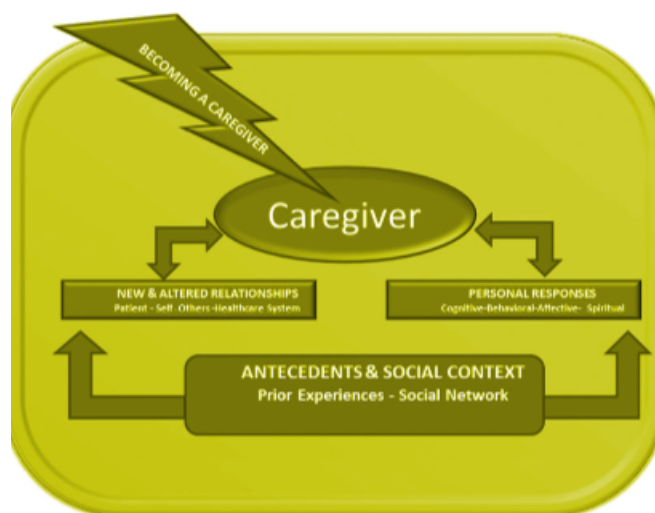 BECOMING A CAREGIVER
Caregiver
NEW & ALTERED RELATIONSHIPS
Patient - Self Others -Healthcare System
PERSONAL RESPONSES
Cognitive-Behavioral-Affective- Spiritual
ANTECEDENTS & SOCIAL CONTEXT
Prior Experiences - Social Network